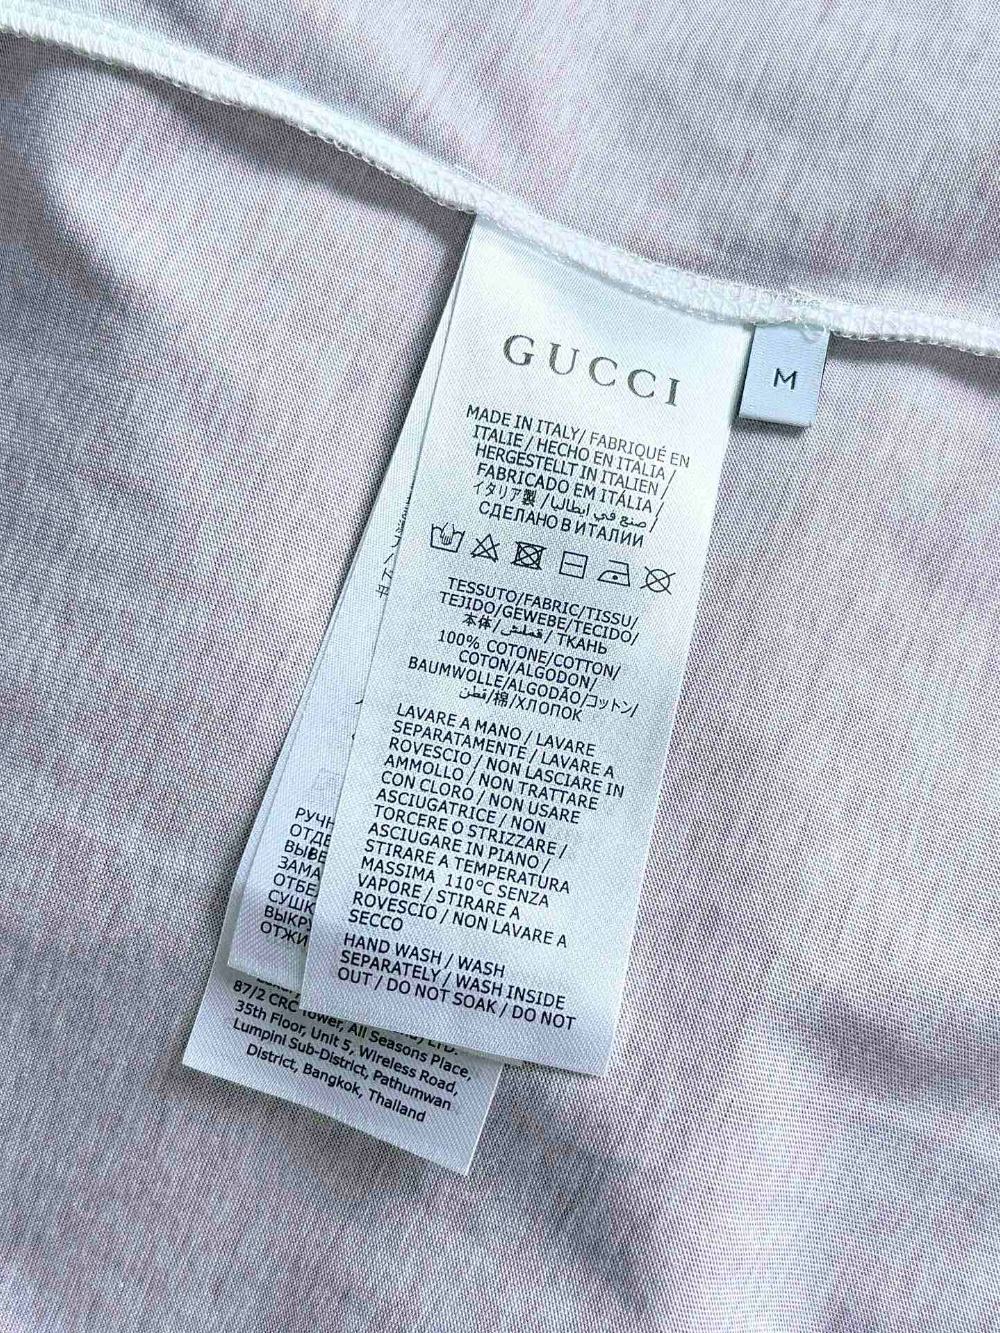 GUCCI
M
MADE IN ITALY/ FABRIQUÉ EN
ITALIE / HECHO EN ITALIA /
HERGESTELLT IN ITALIEN /
FABRICADO EM ITÁLIA /
イタリア製 / صنع في إيطاليا /
СДЕЛАНО В ИТАЛИИ
TESSUTO/FABRIC/TISSU/
TEJIDO/GEWEBE/TECIDO/
本体/قماش/ТКАНЬ
100% COTONE/COTTON/
COTON/ALGODON/
BAUMWOLLE/ALGODÃO/コットン/
قطن/棉/ХЛОПОК
LAVARE A MANO / LAVARE
SEPARATAMENTE / LAVARE A
ROVESCIO / NON LASCIARE IN
AMMOLLO / NON TRATTARE
CON CLORO / NON USARE
ASCIUGATRICE / NON
TORCERE O STRIZZARE /
ASCIUGARE IN PIANO /
STIRARE A TEMPERATURA
MASSIMA 110°C SENZA
VAPORE / STIRARE A
ROVESCIO / NON LAVARE A
SECCO
HAND WASH / WASH
SEPARATELY / WASH INSIDE
OUT / DO NOT SOAK / DO NOT
РУЧН
ОТДЕ
ВЫВЕ
ЗАМА
ОТБЕ
СУШК
ВЫКРУ
ОТЖИ
LTD.
87/2 CRC Tower, All Seasons Place,
35th Floor, Unit 5, Wireless Road,
Lumpini Sub-District, Pathumwan
District, Bangkok, Thailand